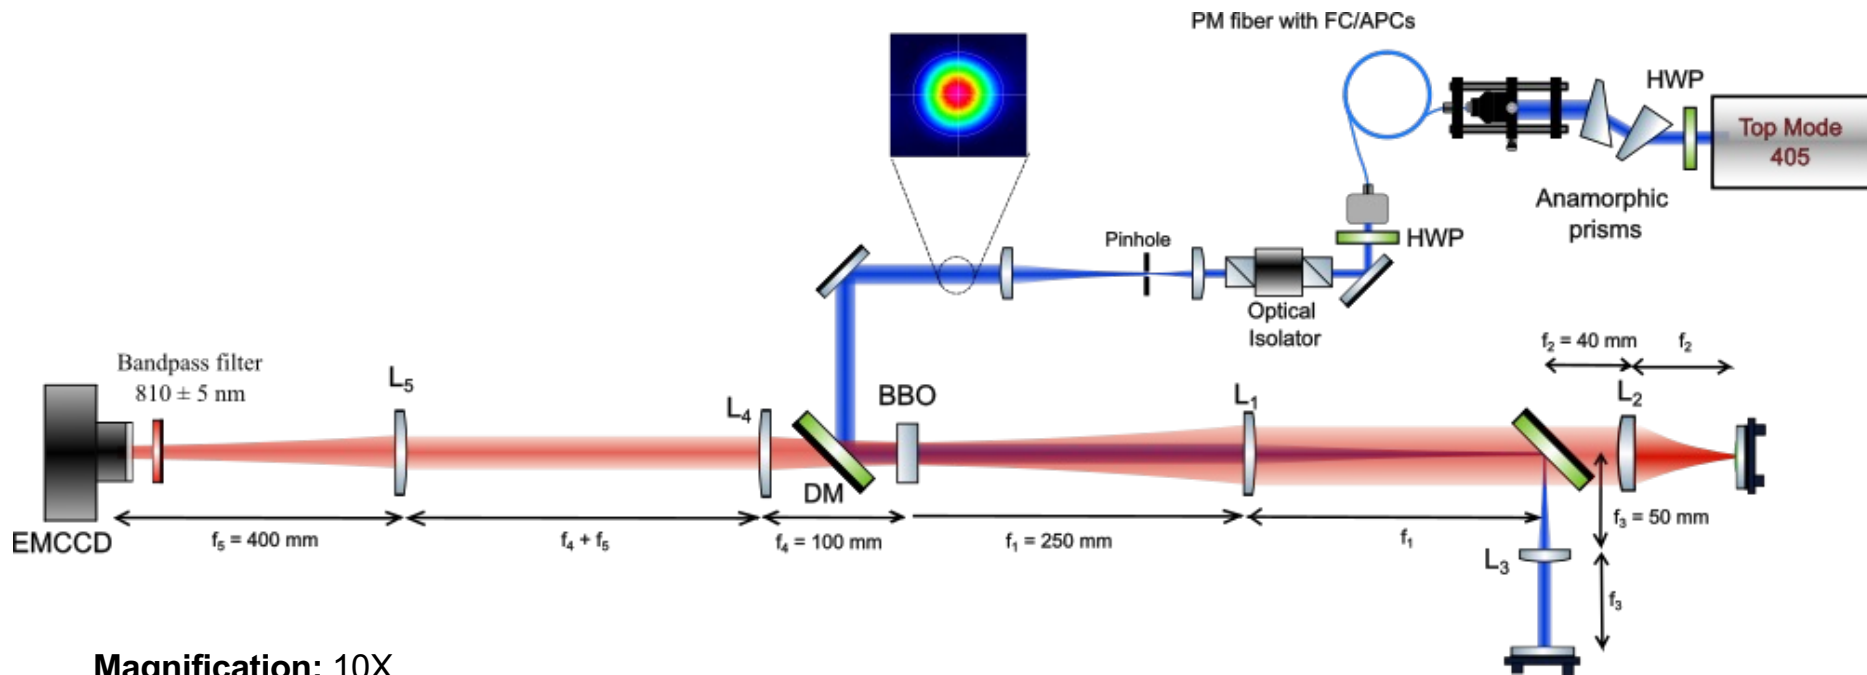 PM fiber with FC/APCs
HWP
Top Mode
405
Anamorphic
prisms
HWP
Pinhole
Optical
Isolator
f₂ = 40 mm
f₂
Bandpass filter
810 ± 5 nm
L₅
L₄
BBO
L₁
L₂
DM
f₃ = 50 mm
EMCCD
f₅ = 400 mm
f₄ + f₅
f₄ = 100 mm
f₁ = 250 mm
f₁
L₃
f₃
Magnification: 10X